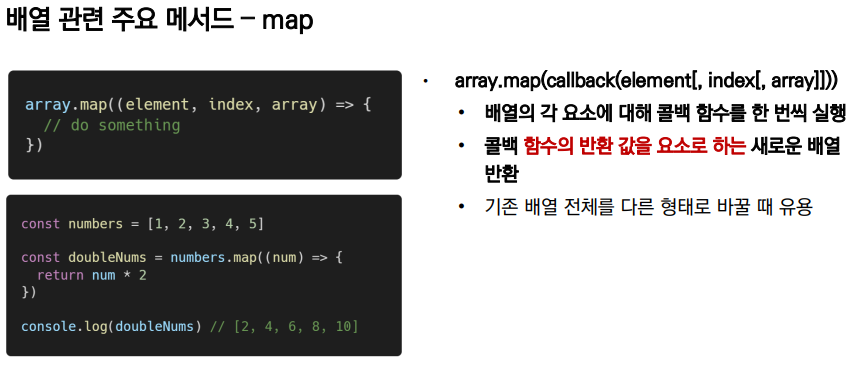 배열 관련 주요 메서드 – map
array.map((element, index, array) => {
  // do something
})
const numbers = [1, 2, 3, 4, 5]
const doubleNums = numbers.map((num) => {
  return num * 2
})
console.log(doubleNums) // [2, 4, 6, 8, 10]
• array.map(callback(element[, index[, array]]))
• 배열의 각 요소에 대해 콜백 함수를 한 번씩 실행
• 콜백 함수의 반환 값을 요소로 하는 새로운 배열
반환
• 기존 배열 전체를 다른 형태로 바꿀 때 유용